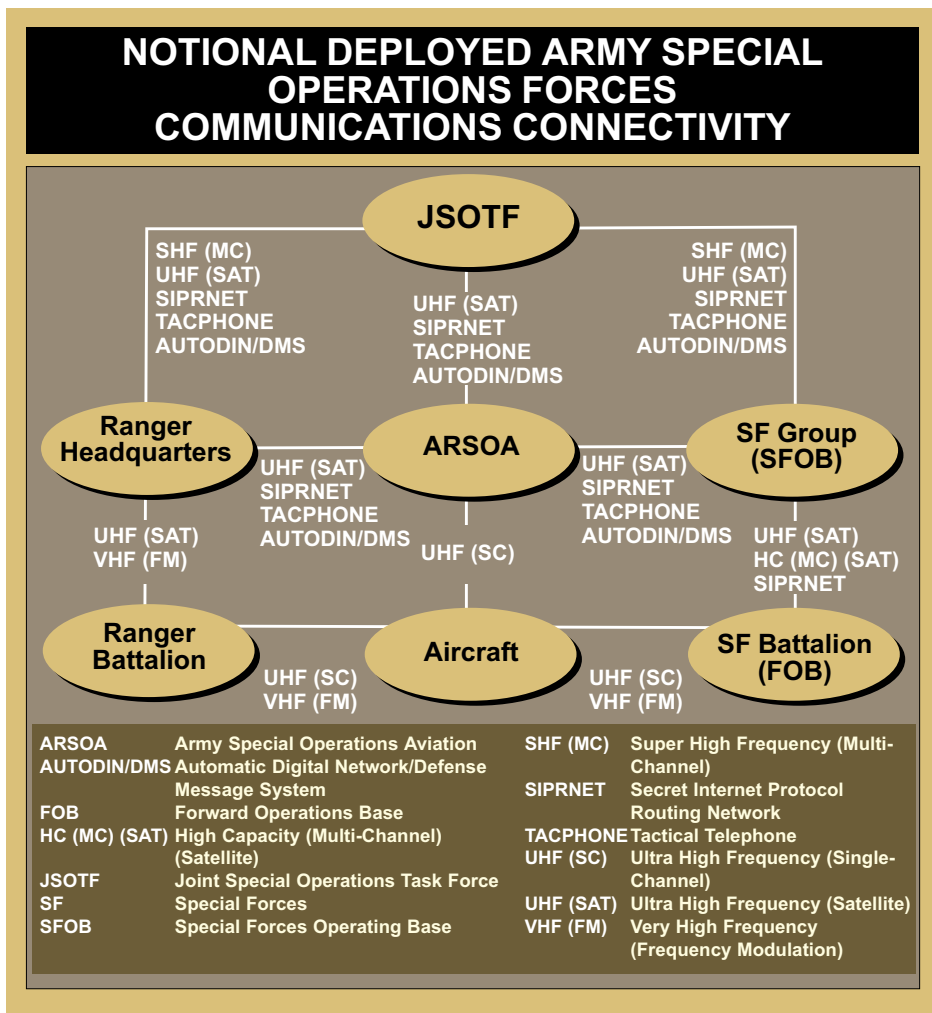 NOTIONAL DEPLOYED ARMY SPECIAL
OPERATIONS FORCES
COMMUNICATIONS CONNECTIVITY
JSOTF
SHF (MC)
UHF (SAT)
SIPRNET
TACPHONE
AUTODIN/DMS
UHF (SAT)
SIPRNET
TACPHONE
AUTODIN/DMS
SHF (MC)
UHF (SAT)
SIPRNET
TACPHONE
AUTODIN/DMS
Ranger
Headquarters
ARSOA
SF Group
(SFOB)
UHF (SAT)
SIPRNET
TACPHONE
AUTODIN/DMS
UHF (SAT)
SIPRNET
TACPHONE
AUTODIN/DMS
UHF (SAT)
VHF (FM)
UHF (SC)
UHF (SAT)
HC (MC) (SAT)
SIPRNET
Ranger
Battalion
Aircraft
SF Battalion
(FOB)
UHF (SC)
VHF (FM)
UHF (SC)
VHF (FM)
ARSOA Army Special Operations Aviation
AUTODIN/DMS Automatic Digital Network/Defense
Message System
FOB Forward Operations Base
HC (MC) (SAT) High Capacity (Multi-Channel)
(Satellite)
JSOTF Joint Special Operations Task Force
SF Special Forces
SFOB Special Forces Operating Base
SHF (MC) Super High Frequency (Multi-
Channel)
SIPRNET Secret Internet Protocol
Routing Network
TACPHONE Tactical Telephone
UHF (SC) Ultra High Frequency (Single-
Channel)
UHF (SAT) Ultra High Frequency (Satellite)
VHF (FM) Very High Frequency
(Frequency Modulation)